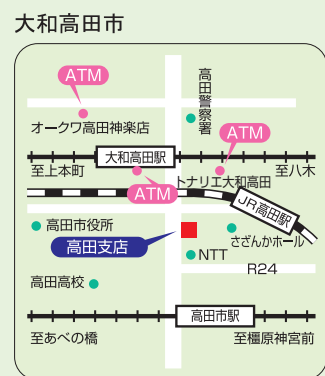 大和高田市
ATM
高田警察署
オークワ高田神楽店
ATM
大和高田駅
至上本町
至八木
トナリエ大和高田
ATM
JR高田駅
高田市役所
さざんかホール
高田支店
NTT
R24
高田高校
高田市駅
至あべの橋
至橿原神宮前